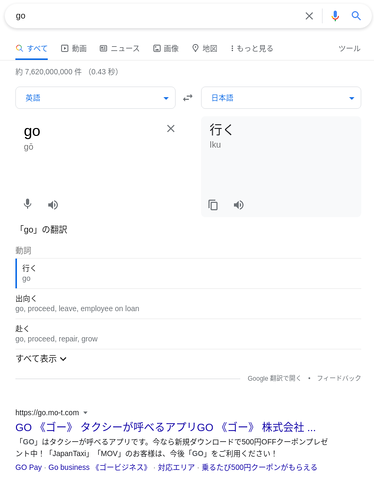 go
すべて
動画
ニュース
画像
地図
もっと見る
ツール
約 7,620,000,000 件 （0.43 秒）
英語
日本語
go
gō
行く
Iku
「go」の翻訳
動詞
行く
go
出向く
go, proceed, leave, employee on loan
赴く
go, proceed, repair, grow
すべて表示
Google 翻訳で開く • フィードバック
https://go.mo-t.com
GO 《ゴー》 タクシーが呼べるアプリGO 《ゴー》 株式会社 ...
「GO」はタクシーが呼べるアプリです。今なら新規ダウンロードで500円OFFクーポンプレゼ
ント中！「JapanTaxi」「MOV」のお客様は、今後「GO」をご利用ください！
GO Pay · Go business 《ゴービジネス》 · 対応エリア · 乗るたび500円クーポンがもらえる